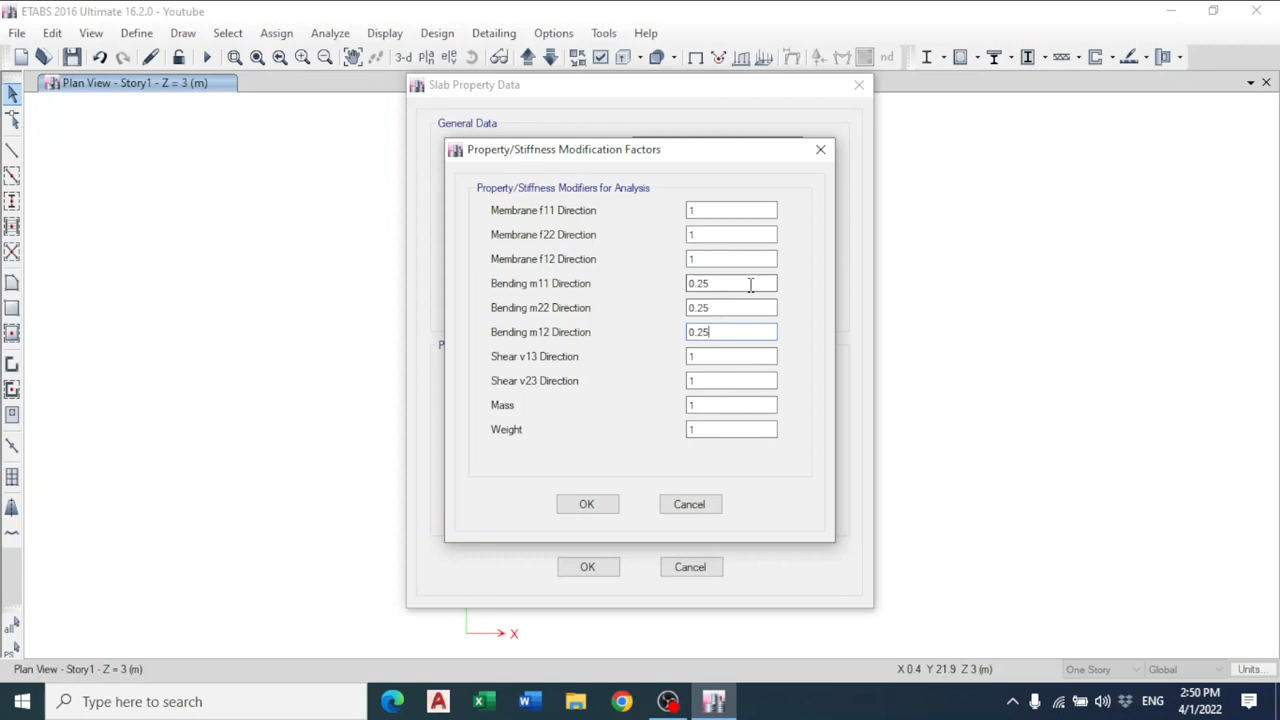 ETABS 2016 Ultimate 16.2.0 - Youtube
File Edit View Define Draw Select Assign Analyze Display Design Detailing Options Tools Help
3-d nd
Plan View - Story1 - Z = 3 (m)
Slab Property Data
General Data
Property/Stiffness Modification Factors
Property/Stiffness Modifiers for Analysis
Membrane f11 Direction 1
Membrane f22 Direction 1
Membrane f12 Direction 1
Bending m11 Direction 0.25
Bending m22 Direction 0.25
Bending m12 Direction 0.25
P
Shear v13 Direction 1
Shear v23 Direction 1
Mass 1
Weight 1
OK Cancel
OK Cancel
all
X
PS
Plan View - Story1 - Z = 3 (m) X 0.4 Y 21.9 Z 3 (m) One Story Global Units...
Type here to search
ENG
2:50 PM
4/1/2022